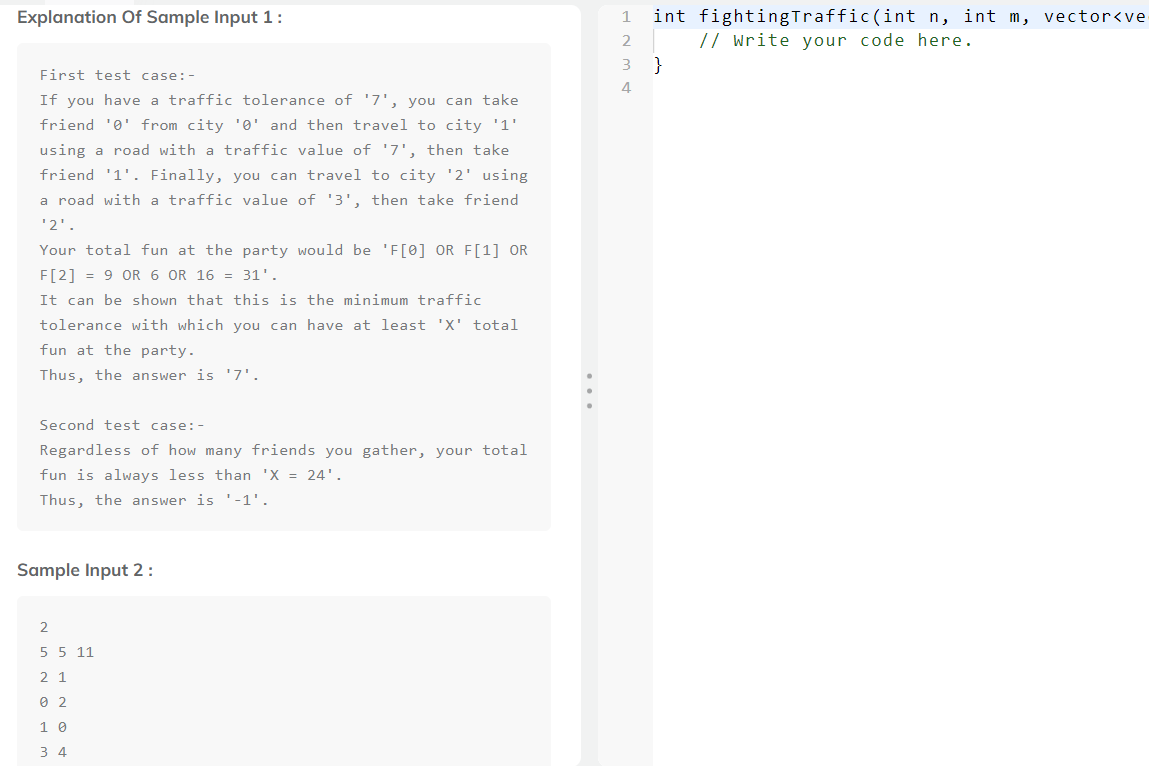 Explanation Of Sample Input 1 :
First test case:-
If you have a traffic tolerance of '7', you can take
friend '0' from city '0' and then travel to city '1'
using a road with a traffic value of '7', then take
friend '1'. Finally, you can travel to city '2' using
a road with a traffic value of '3', then take friend
'2'.
Your total fun at the party would be 'F[0] OR F[1] OR
F[2] = 9 OR 6 OR 16 = 31'.
It can be shown that this is the minimum traffic
tolerance with which you can have at least 'X' total
fun at the party.
Thus, the answer is '7'.
Second test case:-
Regardless of how many friends you gather, your total
fun is always less than 'X = 24'.
Thus, the answer is '-1'.
Sample Input 2 :
2
5 5 11
2 1
0 2
1 0
3 4
1 int fightingTraffic(int n, int m, vector<ve
2 // Write your code here.
3 }
4